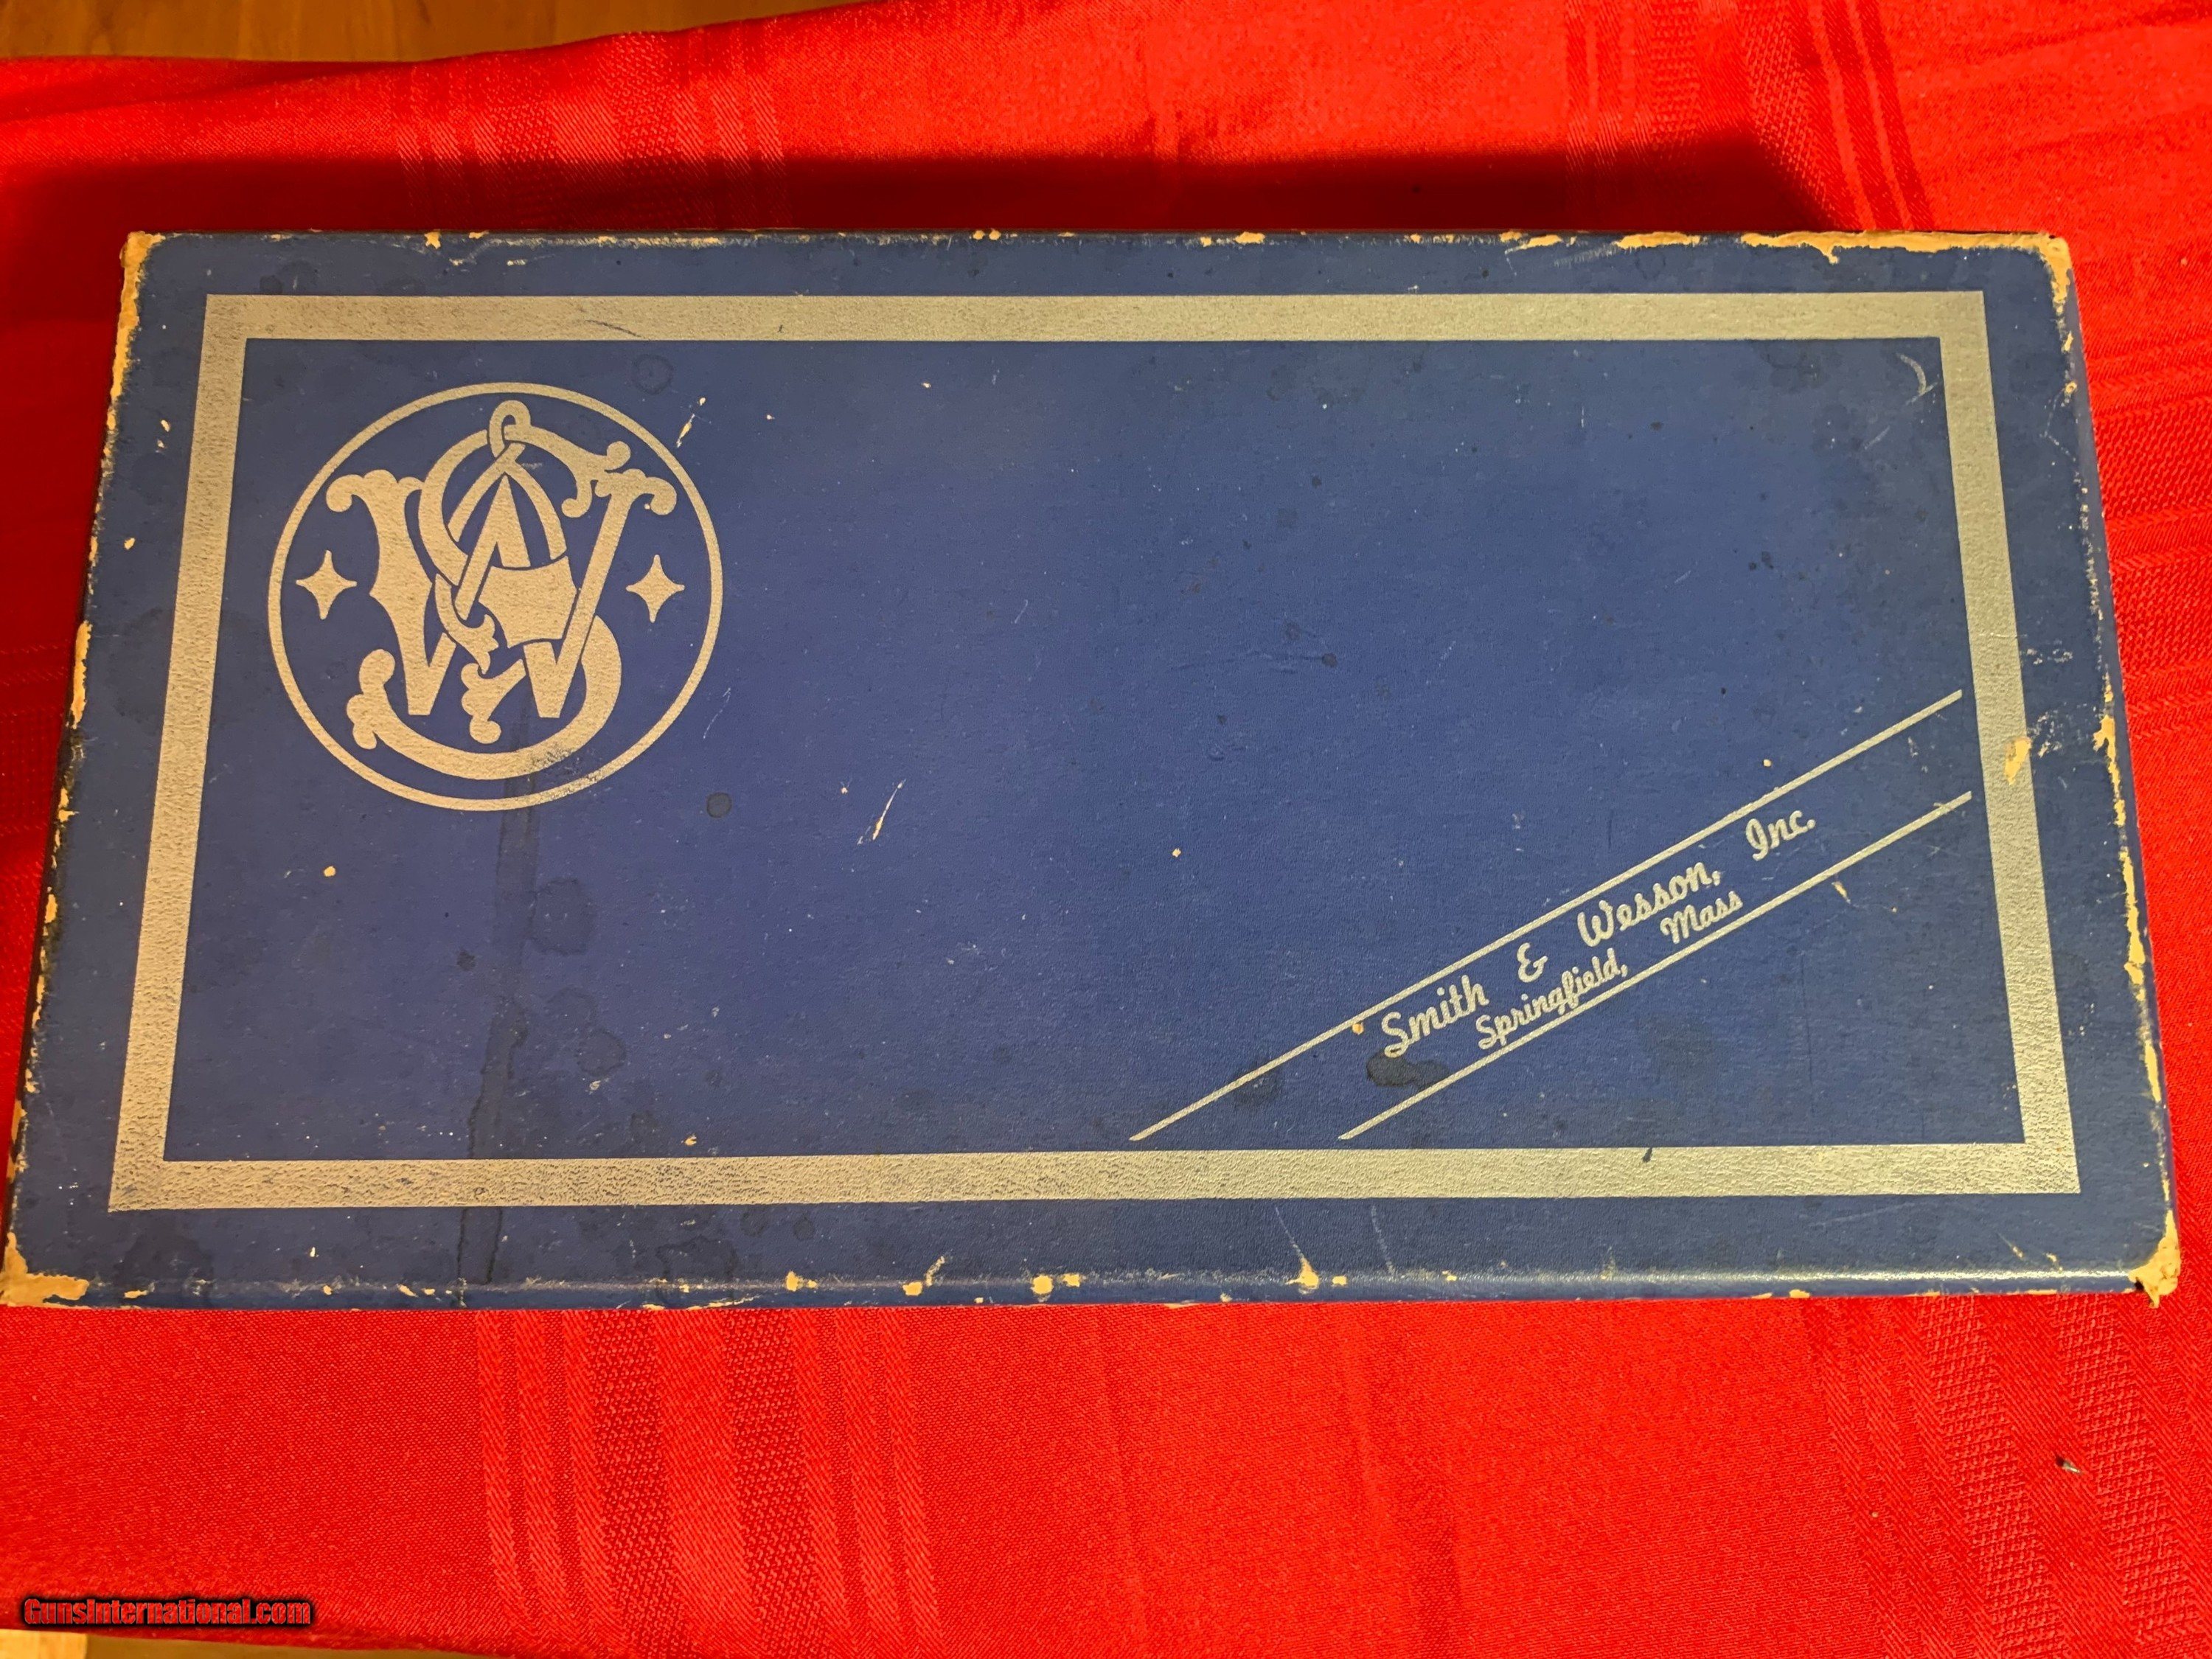 S&W
Smith & Wesson, Inc.
Springfield, Mass
GunsInternational.com